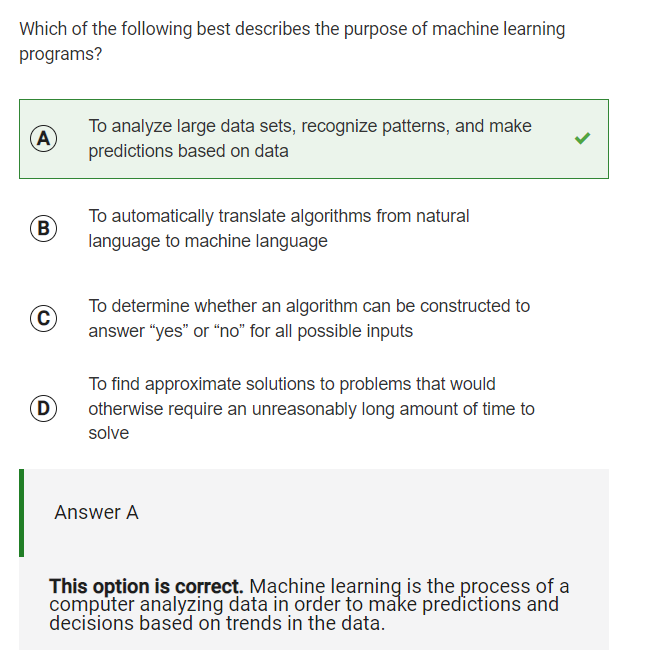 Which of the following best describes the purpose of machine learning
programs?
A
To analyze large data sets, recognize patterns, and make
predictions based on data
B
To automatically translate algorithms from natural
language to machine language
C
To determine whether an algorithm can be constructed to
answer “yes” or “no” for all possible inputs
D
To find approximate solutions to problems that would
otherwise require an unreasonably long amount of time to
solve
Answer A
This option is correct. Machine learning is the process of a
computer analyzing data in order to make predictions and
decisions based on trends in the data.